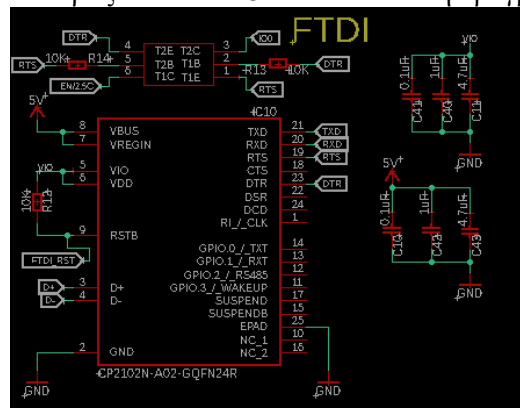 FTDI
DTR 4 T2E T2C 3 IO0
RTS 10K R14 5 T2B T1B 2 R13 10K DTR
EN/2.5C 6 T1C T1E 1 RTS
VIO
0.1uF 1uF 4.7uF
C41 C40 C11
GND
IC10
5V
8 VBUS TXD 21 TXD
7 VREGIN RXD 20 RXD
RTS 19 RTS
VIO 5 VIO CTS 18
6 VDD DTR 23 DTR
DSR 22
10K R12 DCD 24
RI_/_CLK 1
9 RSTB
FTDI_RST
GPIO.0_/_TXT 14
GPIO.1_/_RXT 13
GPIO.2_/_RS485 12
D+ 3 D+ GPIO.3_/_WAKEUP 11
D- 4 D- SUSPEND 17
SUSPENDB 15
EPAD 25
NC_1 10
2 GND NC_2 16
GND CP2102N-A02-GQFN24R GND
5V
0.1uF 1uF 4.7uF
C42 C43
GND